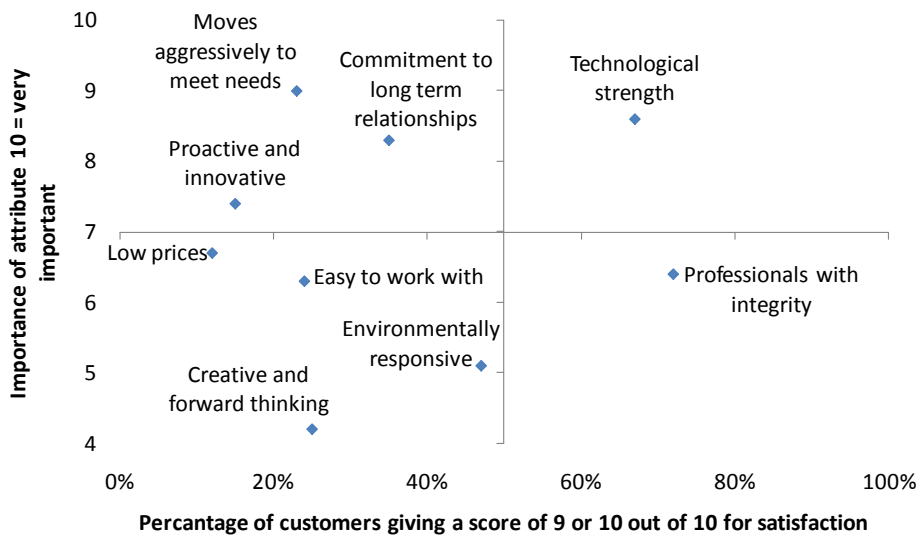 Importance of attribute 10 = very
important
10
9
8
7
6
5
4
Moves
aggressively to
meet needs
Commitment to
long term
relationships
Technological
strength
Proactive and
innovative
Low prices
Easy to work with
Professionals with
integrity
Environmentally
responsive
Creative and
forward thinking
0%
20%
40%
60%
80%
100%
Percentage of customers giving a score of 9 or 10 out of 10 for satisfaction